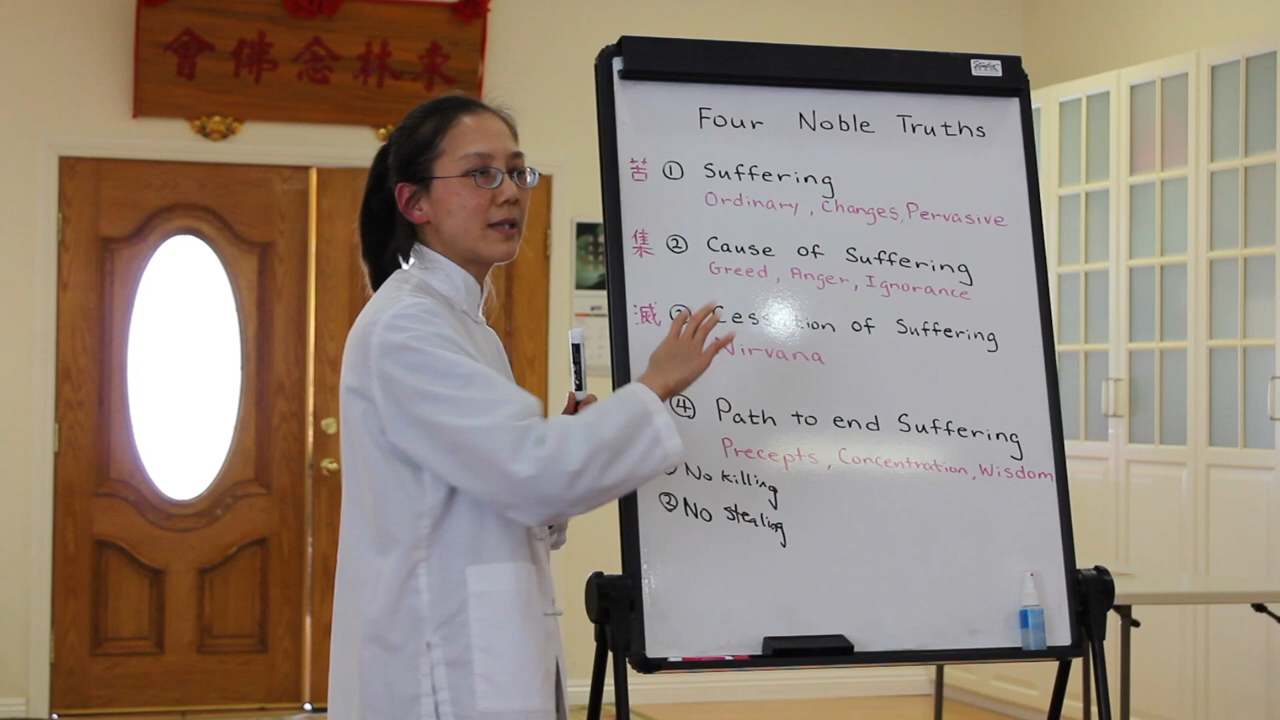 東林念佛會
Four Noble Truths
苦 ① Suffering
Ordinary, Changes, Pervasive
集 ② Cause of Suffering
Greed, Anger, Ignorance
滅 Cessation of Suffering
Nirvana
④ Path to end Suffering
Precepts, Concentration, Wisdom
No killing
② No stealing